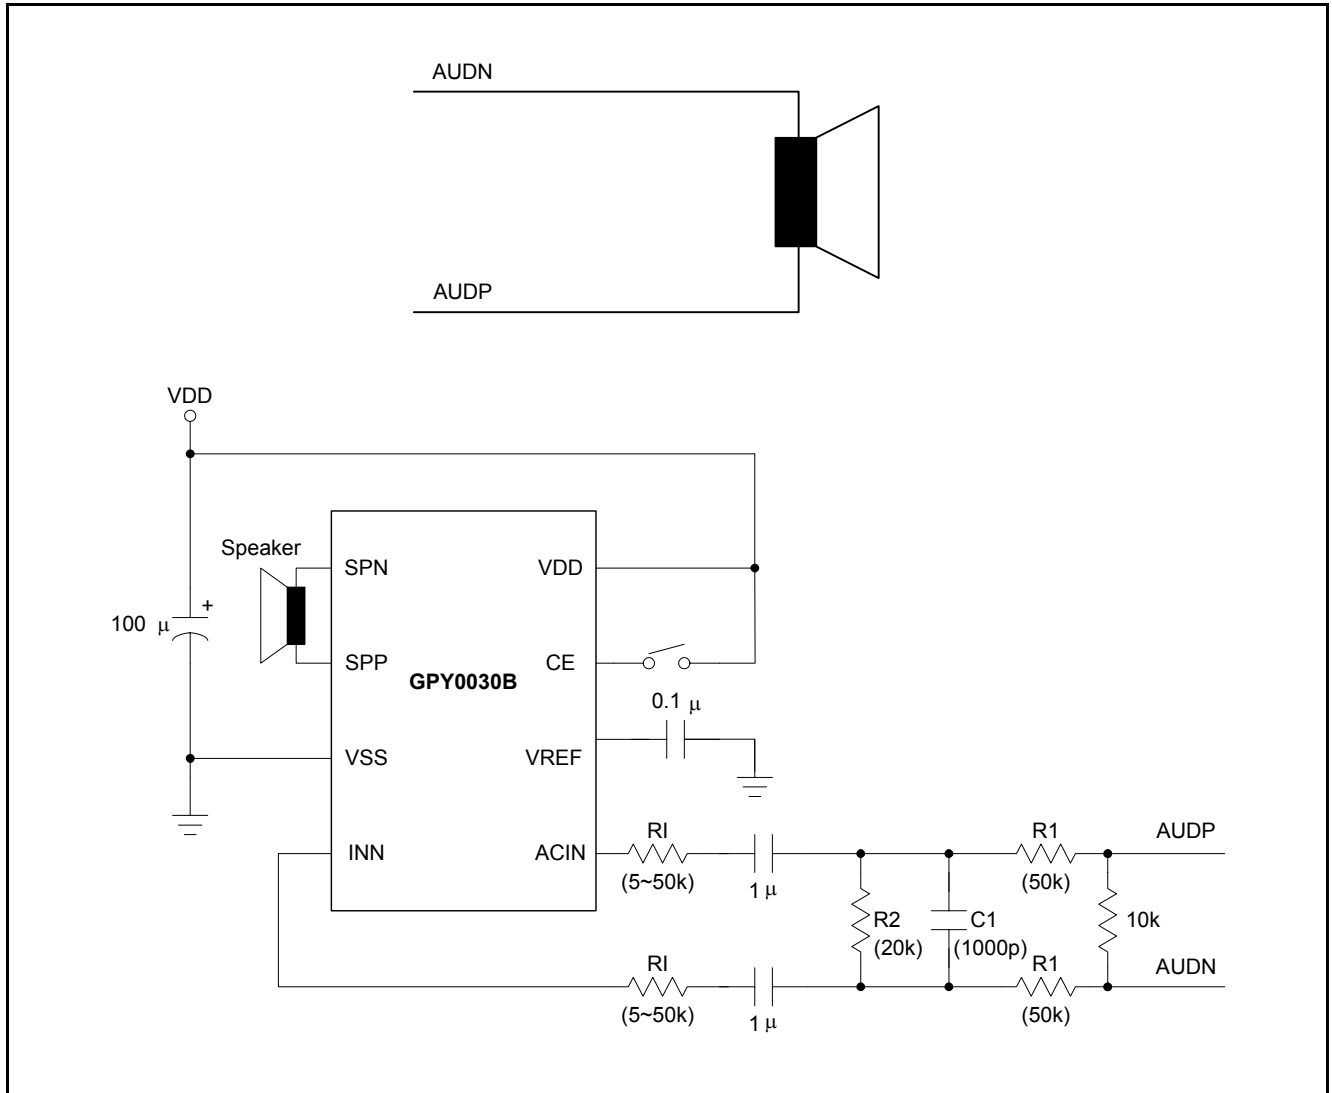 AUDN
AUDP
VDD
Speaker
SPN
VDD
+
100 μ
SPP
CE
GPY0030B
0.1 μ
VSS
VREF
INN
ACIN
RI
(5~50k)
1 μ
R1
(50k)
AUDP
R2
(20k)
C1
(1000p)
10k
RI
(5~50k)
1 μ
R1
(50k)
AUDN